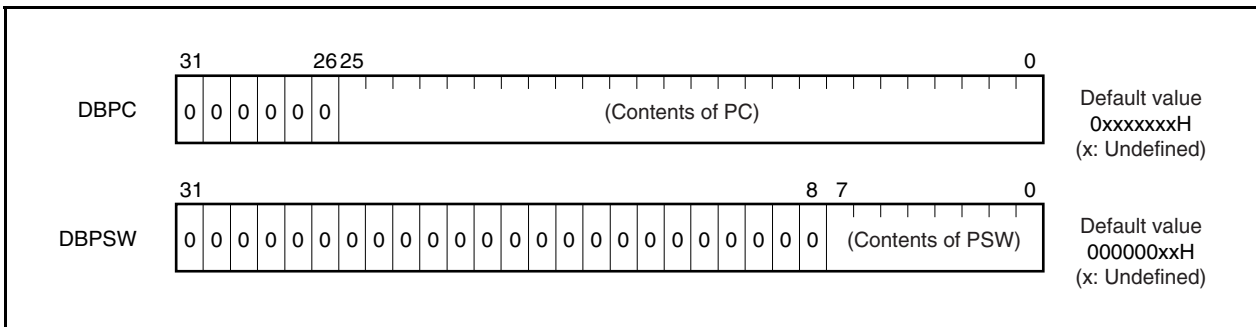 31 26 25 0
DBPC 0 0 0 0 0 0 (Contents of PC) Default value
0xxxxxxxH
(x: Undefined)
31 8 7 0
DBPSW 0 0 0 0 0 0 0 0 0 0 0 0 0 0 0 0 0 0 0 0 0 0 0 0 (Contents of PSW) Default value
000000xxH
(x: Undefined)